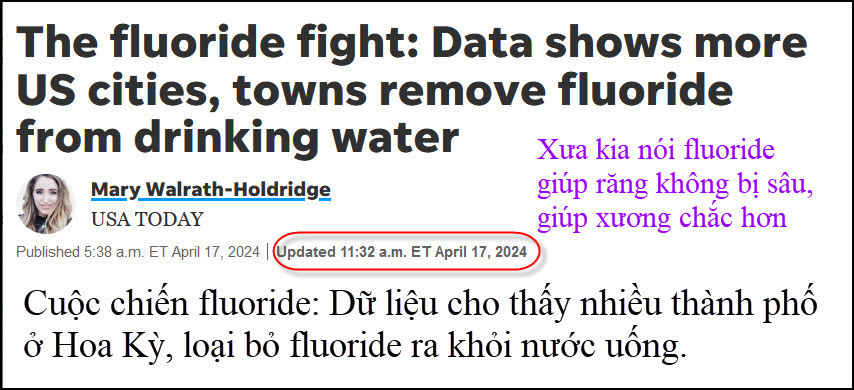 The fluoride fight: Data shows more
US cities, towns remove fluoride
from drinking water
Xưa kia nói fluoride
giúp răng không bị sâu,
giúp xương chắc hơn
Mary Walrath-Holdridge
USA TODAY
Published 5:38 a.m. ET April 17, 2024 | Updated 11:32 a.m. ET April 17, 2024
Cuộc chiến fluoride: Dữ liệu cho thấy nhiều thành phố
ở Hoa Kỳ, loại bỏ fluoride ra khỏi nước uống.